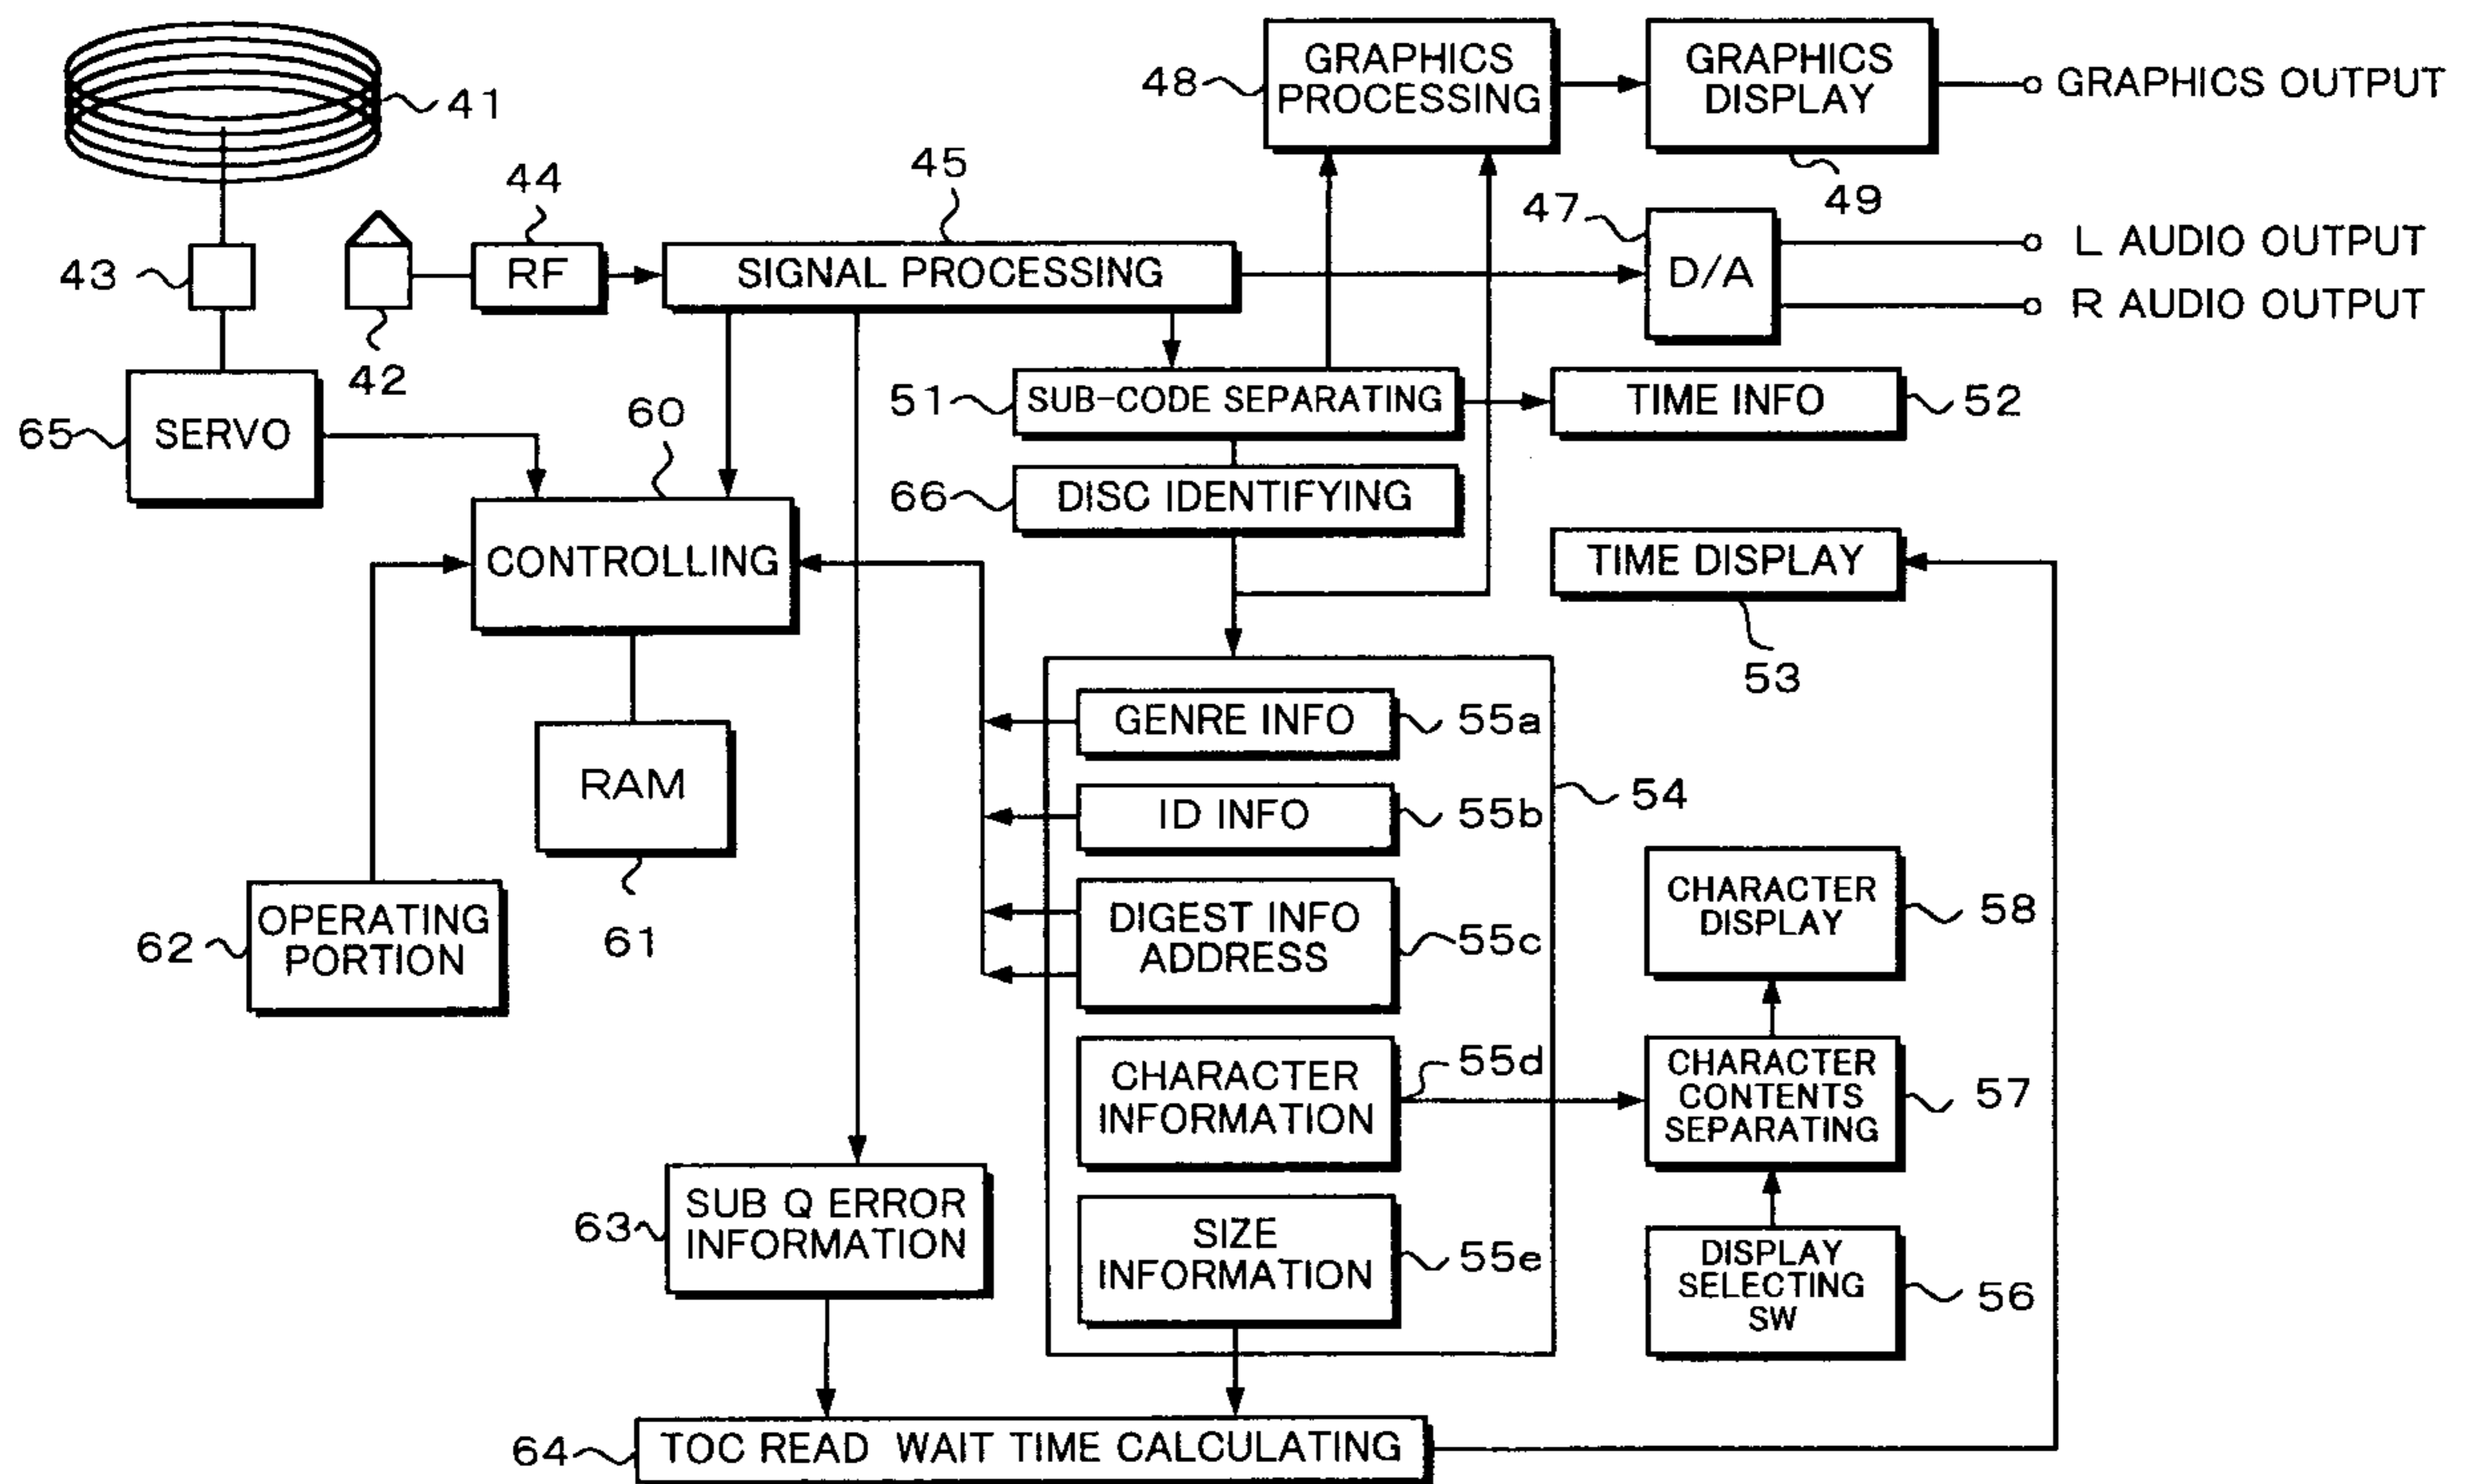 41
43
42
44
RF
45
SIGNAL PROCESSING
48
GRAPHICS
PROCESSING
GRAPHICS
DISPLAY
49
GRAPHICS OUTPUT
47
D/A
L AUDIO OUTPUT
R AUDIO OUTPUT
65
SERVO
60
CONTROLLING
51
SUB-CODE SEPARATING
TIME INFO
52
66
DISC IDENTIFYING
TIME DISPLAY
53
RAM
61
62
OPERATING
PORTION
54
GENRE INFO
55a
ID INFO
55b
DIGEST INFO
ADDRESS
55c
CHARACTER
INFORMATION
55d
SIZE
INFORMATION
55e
CHARACTER
DISPLAY
58
CHARACTER
CONTENTS
SEPARATING
57
DISPLAY
SELECTING
SW
56
63
SUB Q ERROR
INFORMATION
64
TOC READ WAIT TIME CALCULATING